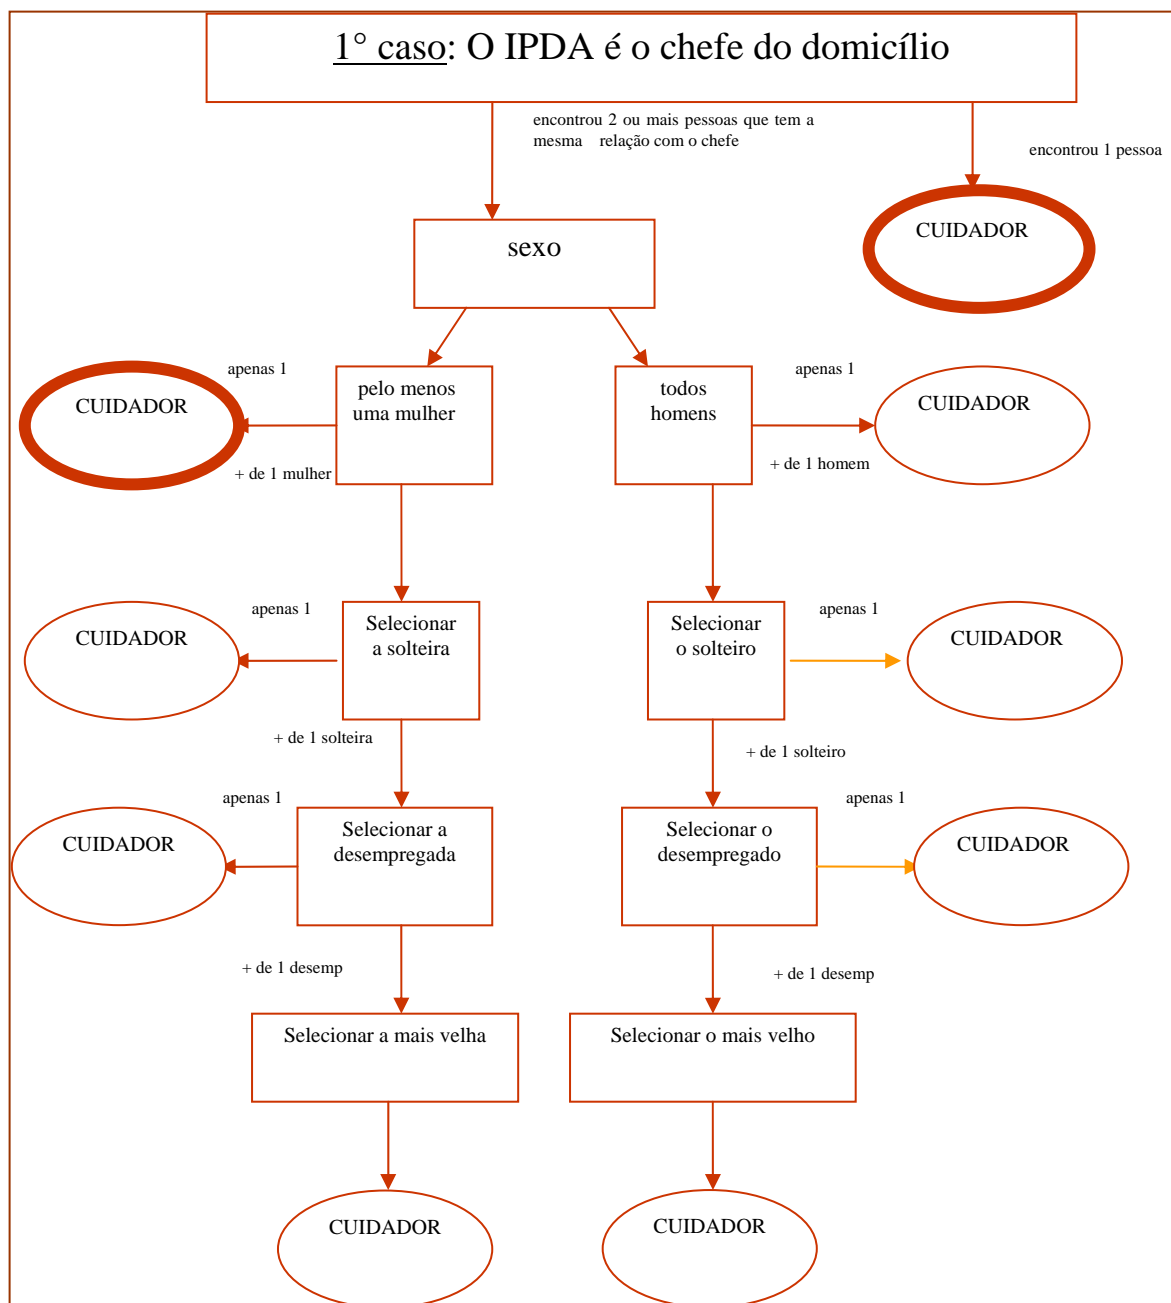 1° caso: O IPDA é o chefe do domicílio
encontrou 2 ou mais pessoas que tem a
mesma relação com o chefe
encontrou 1 pessoa
CUIDADOR
sexo
apenas 1
CUIDADOR
pelo menos
uma mulher
+ de 1 mulher
todos
homens
apenas 1
CUIDADOR
+ de 1 homem
CUIDADOR
apenas 1
Selecionar
a solteira
+ de 1 solteira
Selecionar
o solteiro
apenas 1
CUIDADOR
+ de 1 solteiro
CUIDADOR
apenas 1
Selecionar a
desempregada
+ de 1 desemp
Selecionar o
desempregado
apenas 1
CUIDADOR
+ de 1 desemp
Selecionar a mais velha
Selecionar o mais velho
CUIDADOR
CUIDADOR